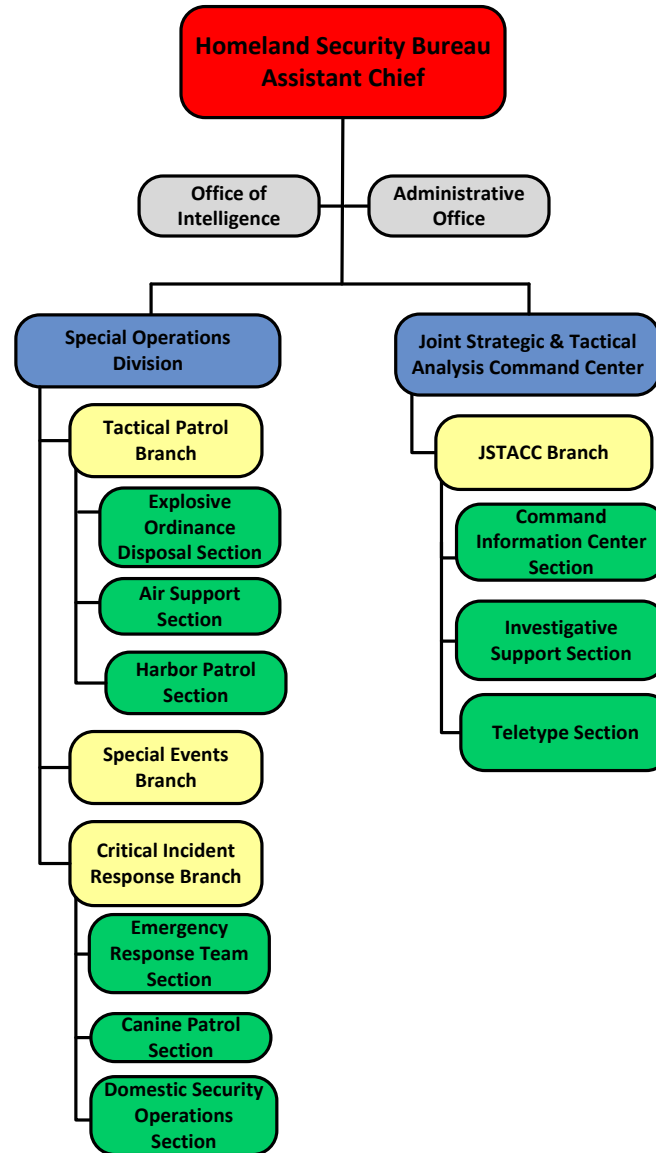 Homeland Security Bureau
Assistant Chief
Office of
Intelligence
Administrative
Office
Special Operations
Division
Tactical Patrol
Branch
Explosive
Ordinance
Disposal Section
Air Support
Section
Harbor Patrol
Section
Special Events
Branch
Critical Incident
Response Branch
Emergency
Response Team
Section
Canine Patrol
Section
Domestic Security
Operations
Section
Joint Strategic & Tactical
Analysis Command Center
JSTACC Branch
Command
Information Center
Section
Investigative
Support Section
Teletype Section